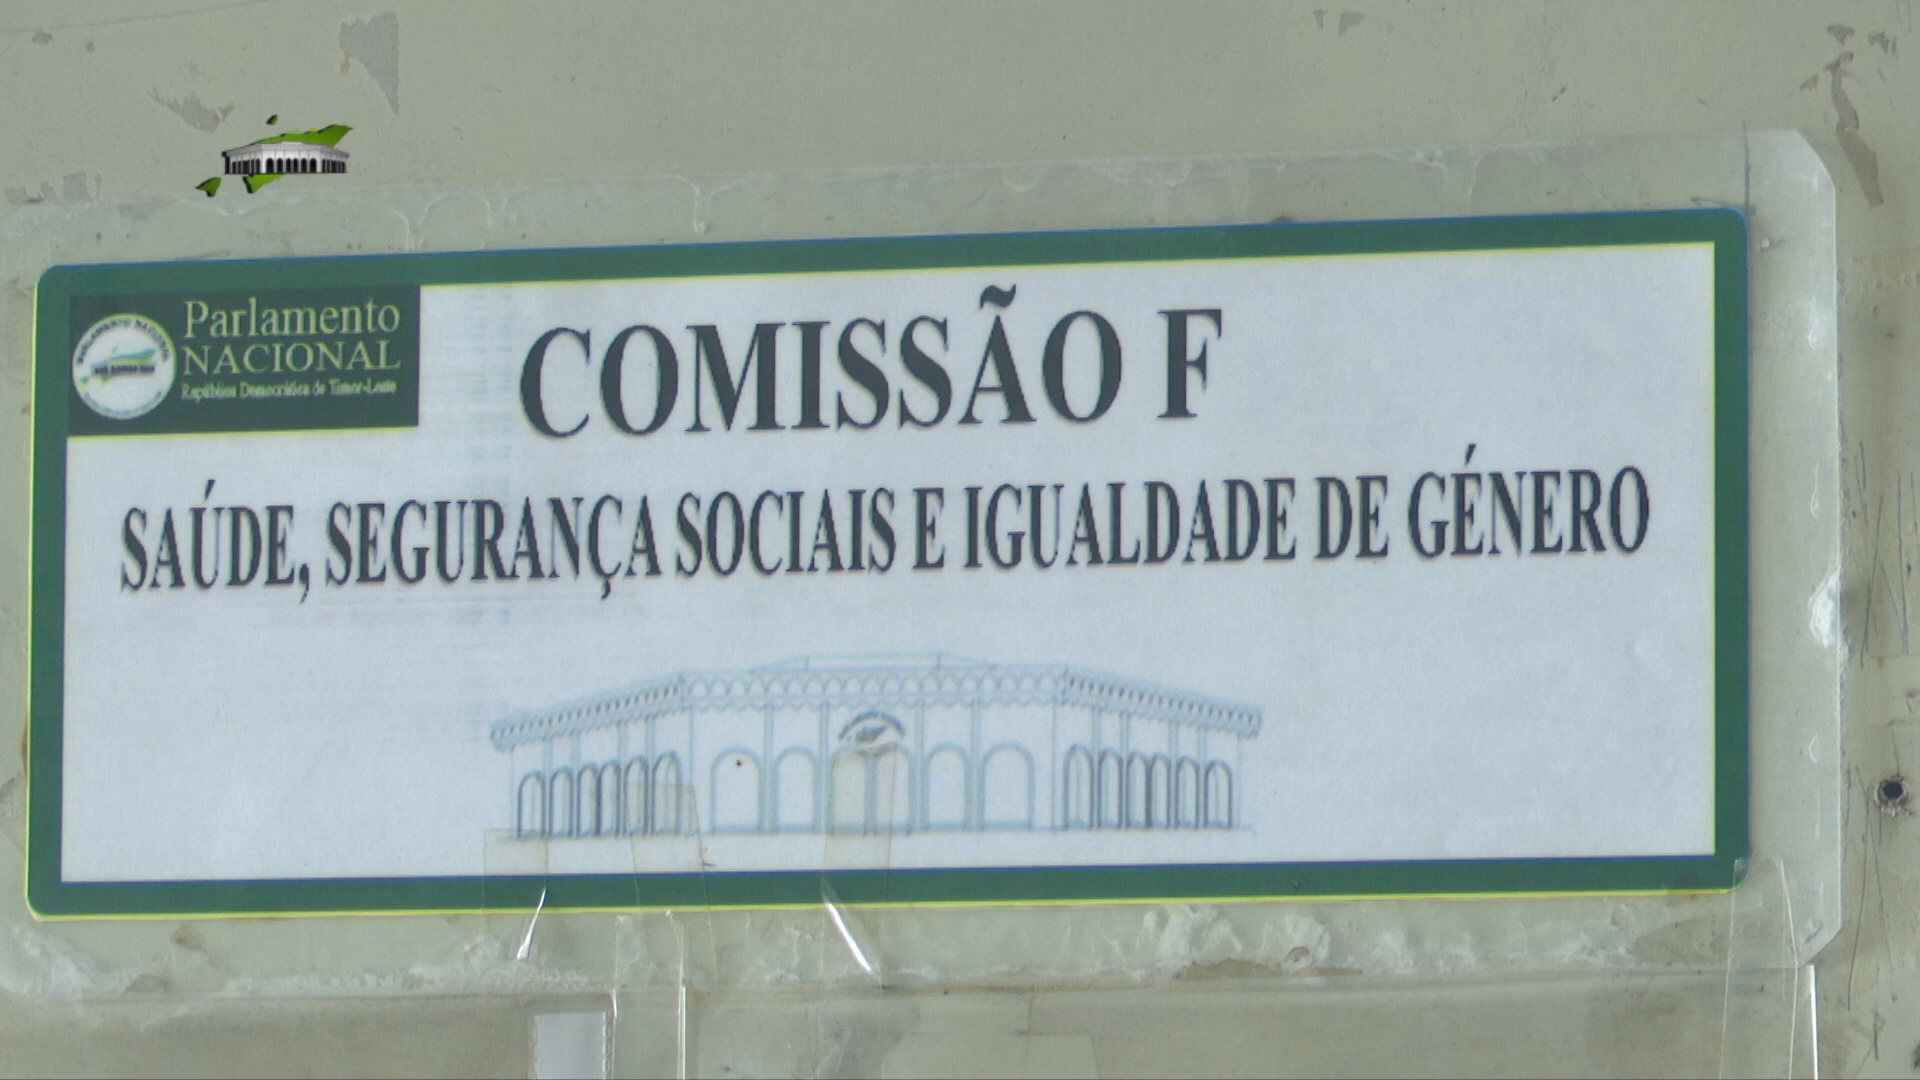 Parlamento
NACIONAL
República Democrática de Timor-Leste
COMISSÃO F
SAÚDE, SEGURANÇA SOCIAIS E IGUALDADE DE GÉNERO